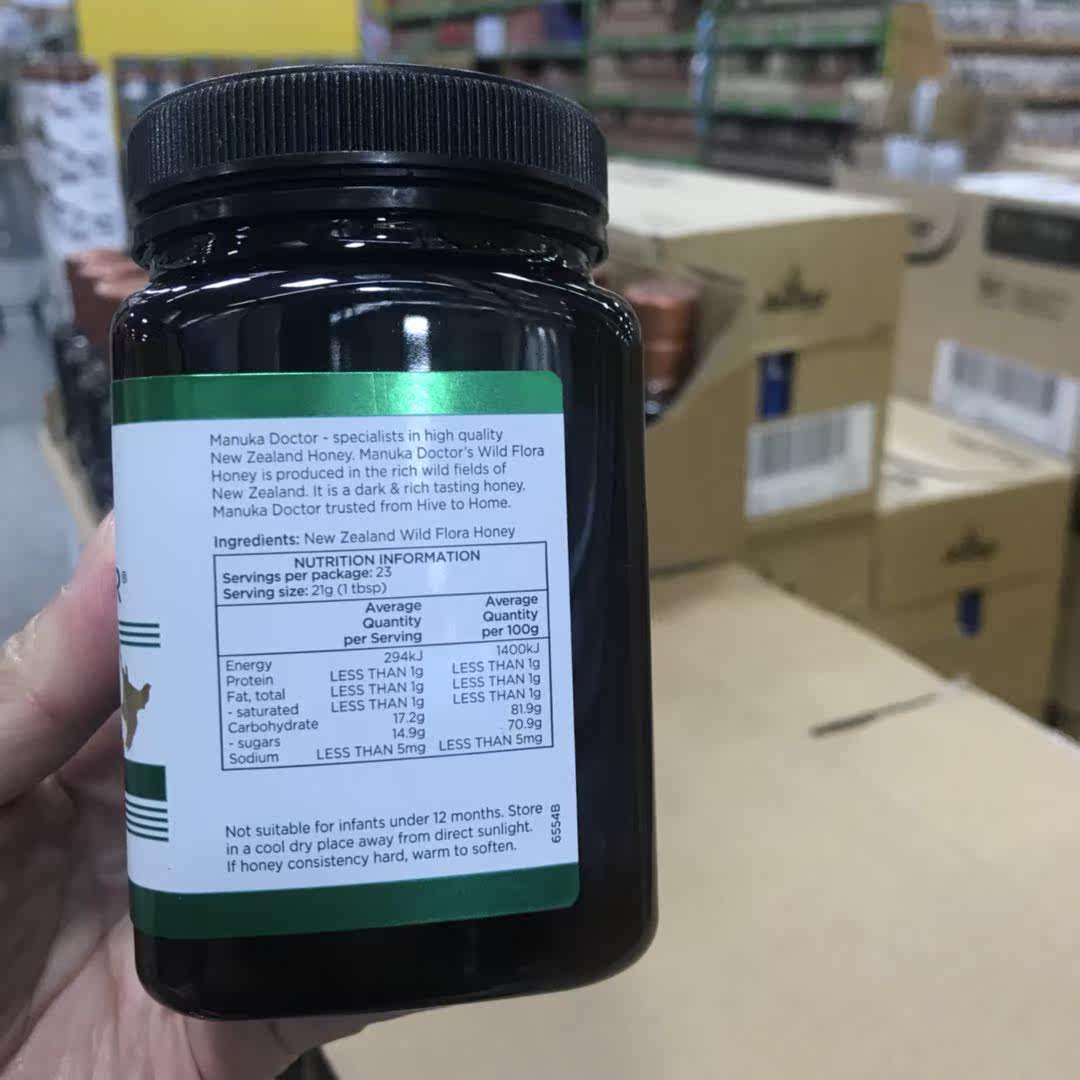 Manuka Doctor - specialists in high quality
New Zealand Honey. Manuka Doctor's Wild Flora
Honey is produced in the rich wild fields of
New Zealand. It is a dark & rich tasting honey.
Manuka Doctor trusted from Hive to Home.
Ingredients: New Zealand Wild Flora Honey
NUTRITION INFORMATION
Servings per package: 23
Serving size: 21g (1 tbsp)
Average Quantity per Serving Average Quantity per 100g
Energy 294kJ 1400kJ
Protein LESS THAN 1g LESS THAN 1g
Fat, total LESS THAN 1g LESS THAN 1g
- saturated LESS THAN 1g LESS THAN 1g
Carbohydrate 17.2g 81.9g
- sugars 14.9g 70.9g
Sodium LESS THAN 5mg LESS THAN 5mg
Not suitable for infants under 12 months. Store
in a cool dry place away from direct sunlight.
If honey consistency hard, warm to soften.
6554B
R®